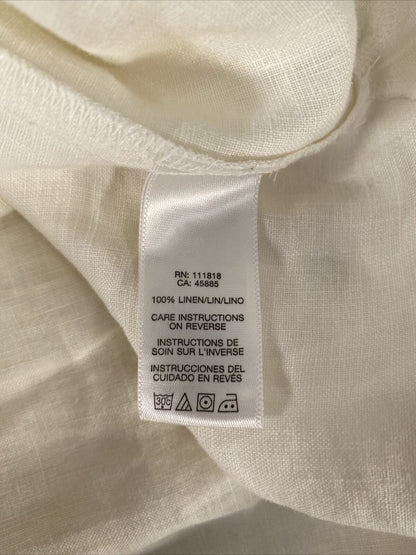 RN: 111818
CA: 45885
100% LINEN/LIN/LINO
CARE INSTRUCTIONS
ON REVERSE
INSTRUCTIONS DE
SOIN SUR L'INVERSE
INSTRUCCIONES DEL
CUIDADO EN REVÉS
30C